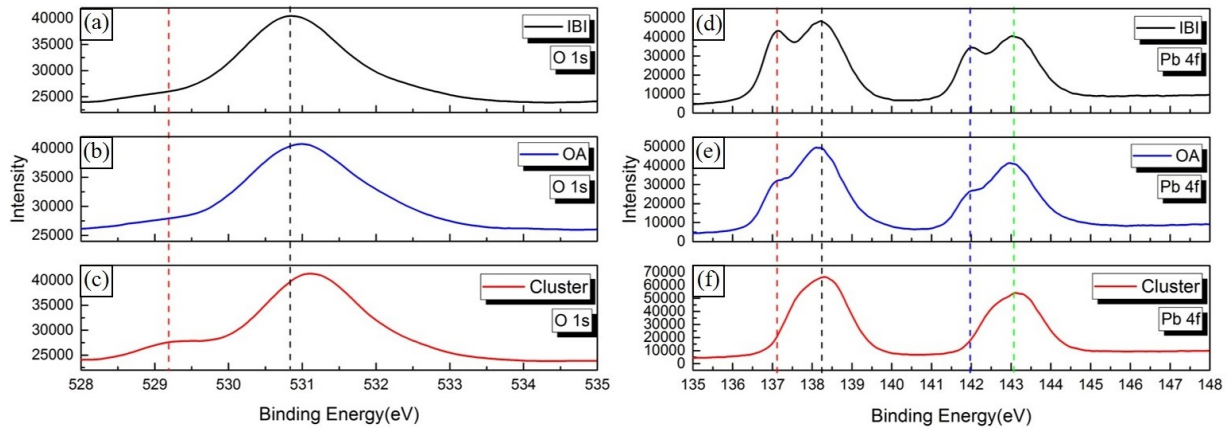 (a)
IBI
O 1s
40000
35000
30000
25000
(b)
OA
O 1s
40000
35000
30000
25000
(c)
Cluster
O 1s
40000
35000
30000
25000
528 529 530 531 532 533 534 535
Binding Energy(eV)
Intensity
(d)
IBI
Pb 4f
50000
40000
30000
20000
10000
0
(e)
OA
Pb 4f
50000
40000
30000
20000
10000
0
(f)
Cluster
Pb 4f
70000
60000
50000
40000
30000
20000
10000
0
135 136 137 138 139 140 141 142 143 144 145 146 147 148
Binding Energy(eV)
Intensity